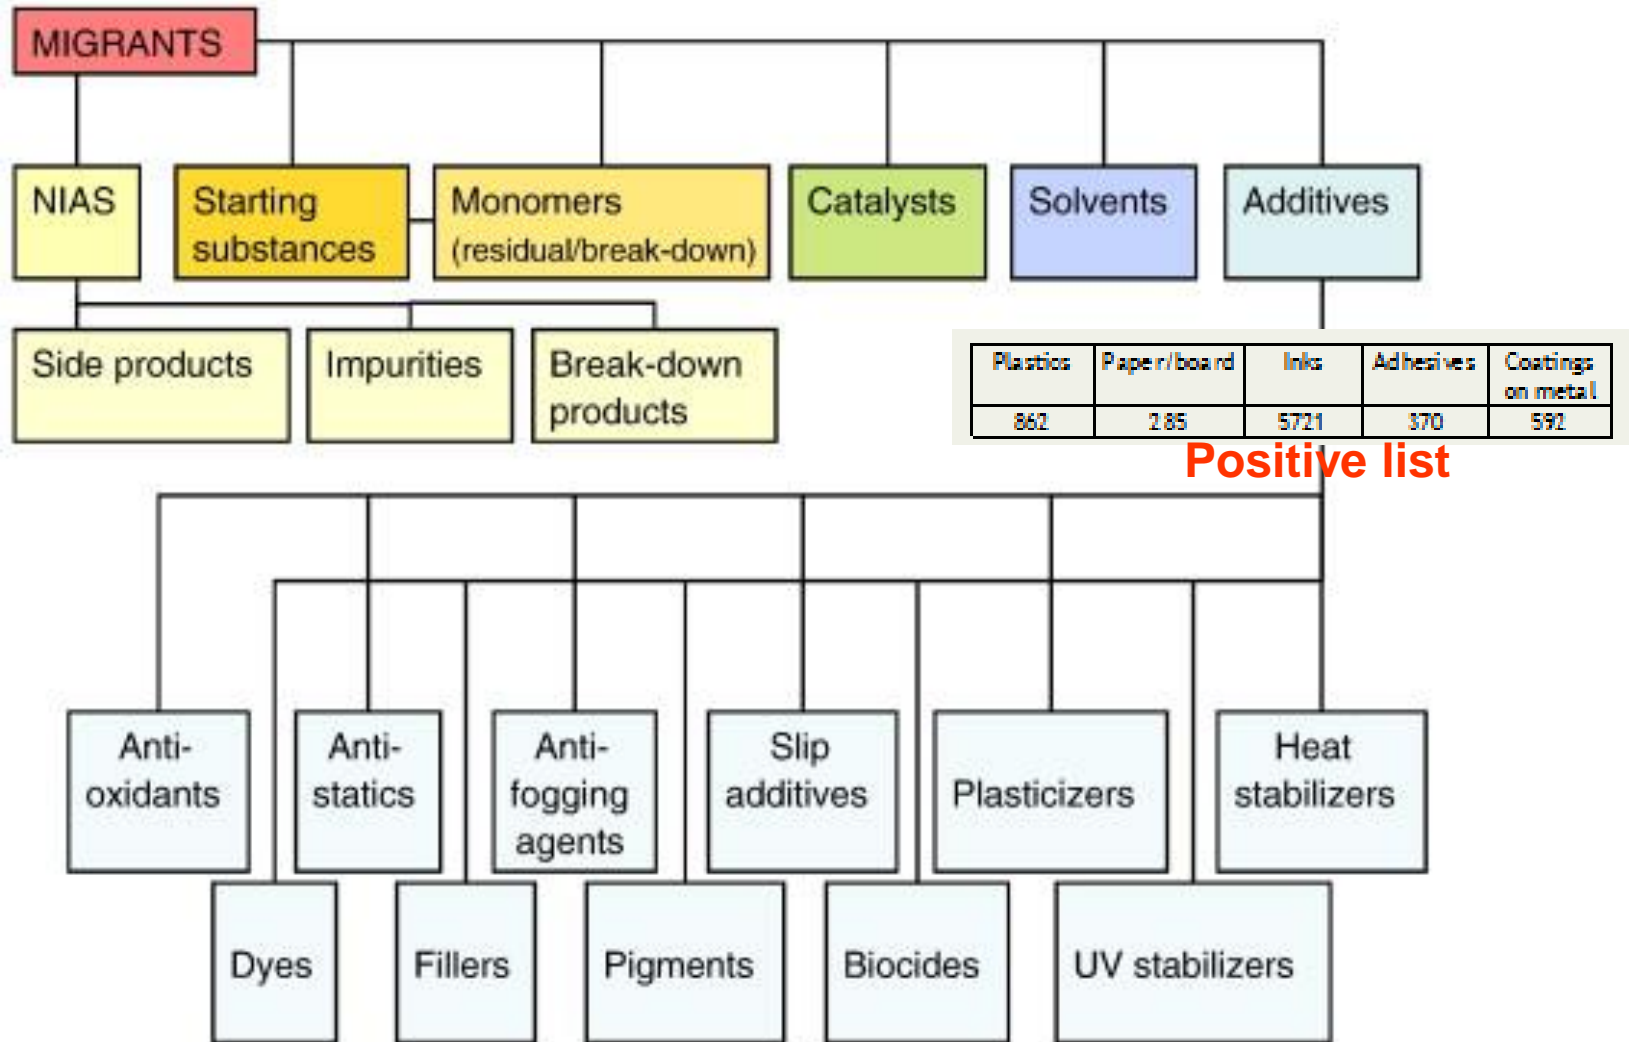 MIGRANTS
NIAS
Starting
substances
Monomers
(residual/break-down)
Catalysts
Solvents
Additives
Side products
Impurities
Break-down
products
Plastics
Paper/board
Inks
Adhesives
Coatings
on metal
862
285
5721
370
592
Positive list
Anti-
oxidants
Anti-
statics
Anti-
fogging
agents
Slip
additives
Plasticizers
Heat
stabilizers
Dyes
Fillers
Pigments
Biocides
UV stabilizers